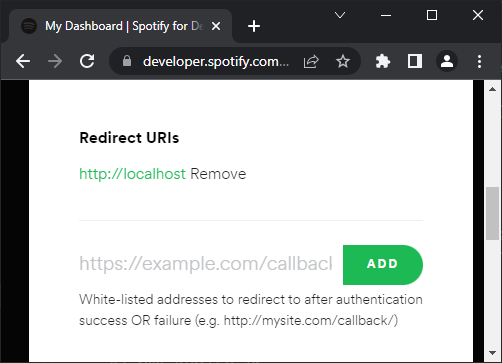 My Dashboard | Spotify for De
developer.spotify.com...
Redirect URIs
http://localhost Remove
https://example.com/callback
ADD
White-listed addresses to redirect to after authentication
success OR failure (e.g. http://mysite.com/callback/)